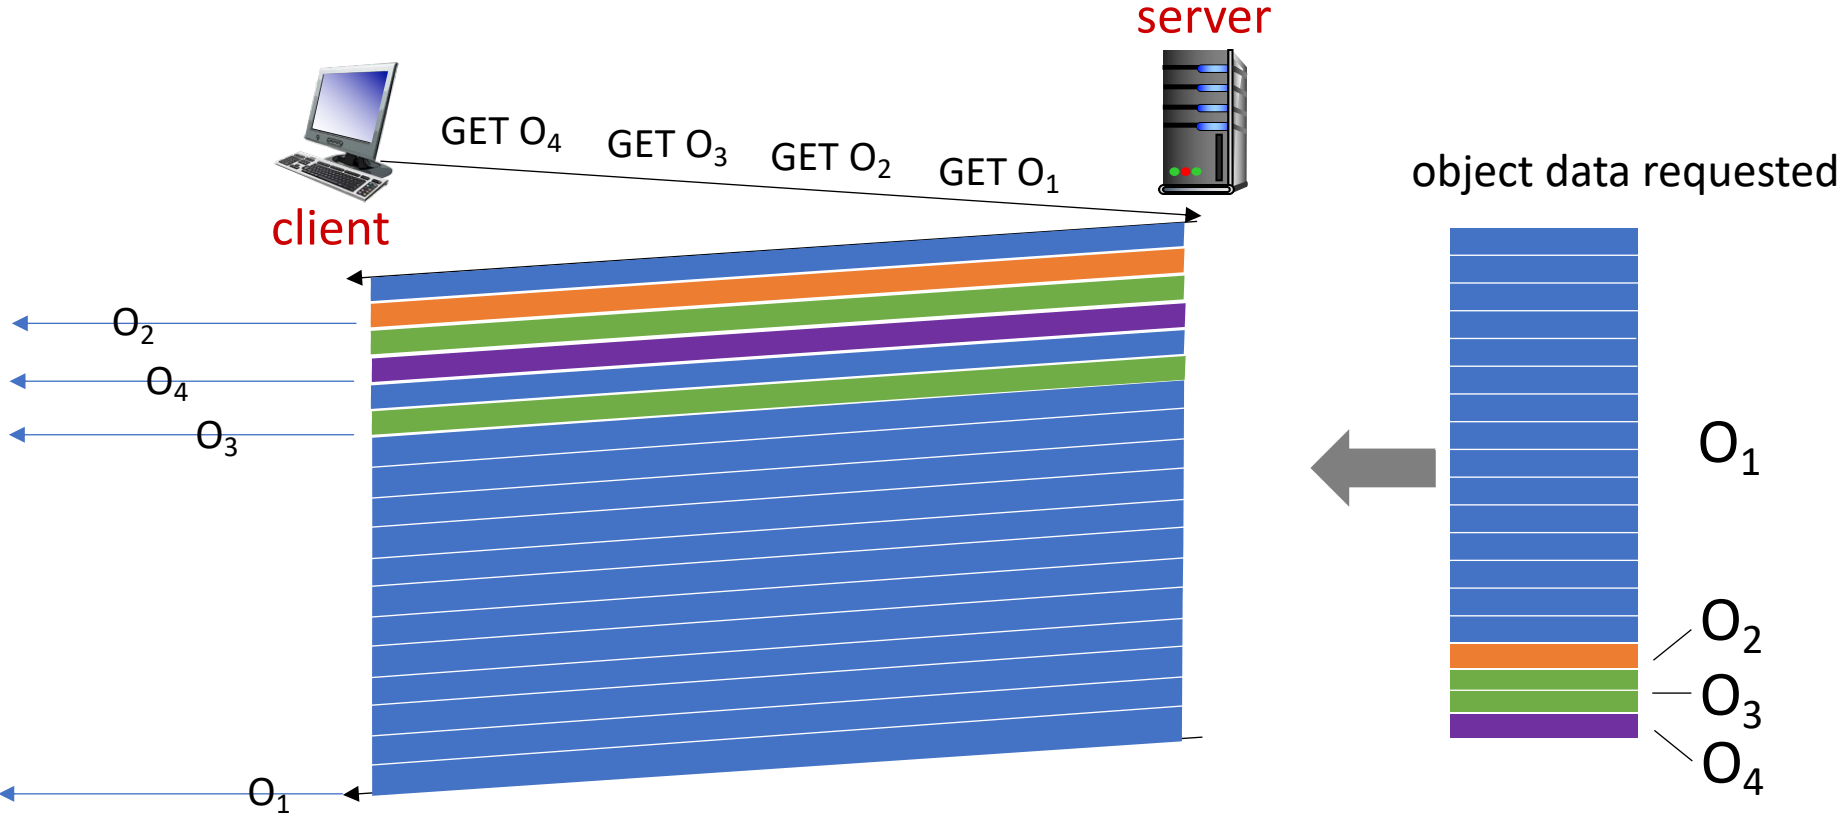 server
GET O₄
GET O₃
GET O₂
GET O₁
object data requested
client
O₂
O₄
O₃
O₁
O₁
O₂
O₃
O₄